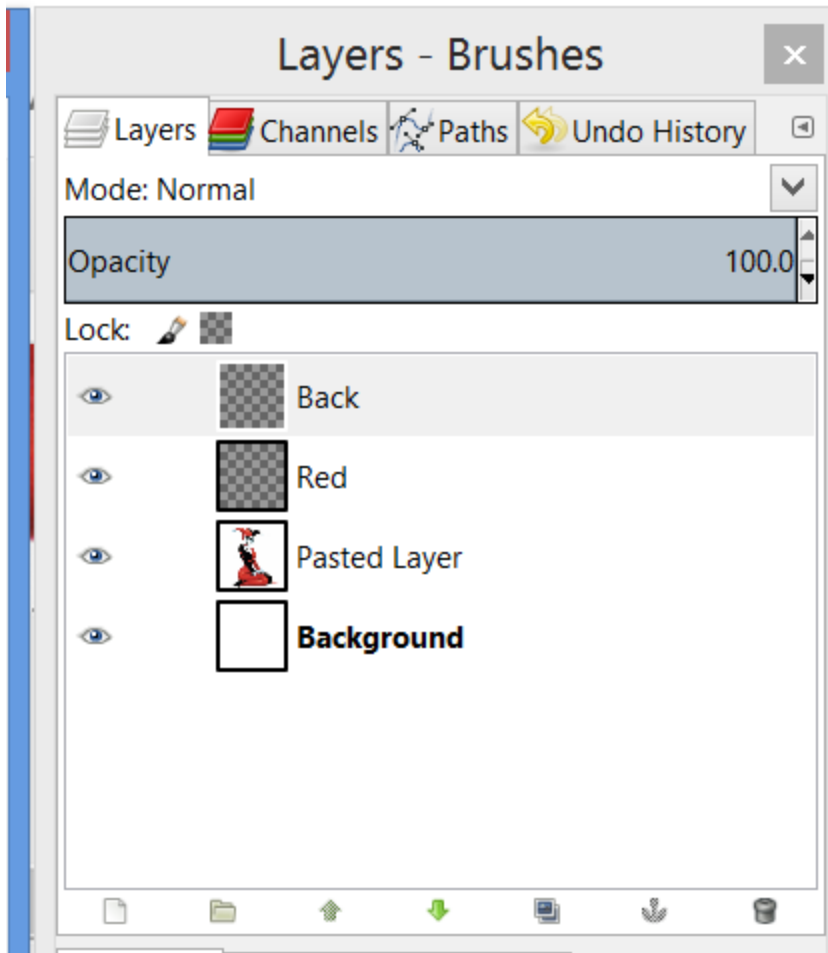 Layers - Brushes
Layers Channels Paths Undo History
Mode: Normal
Opacity 100.0
Lock:
Back
Red
Pasted Layer
Background